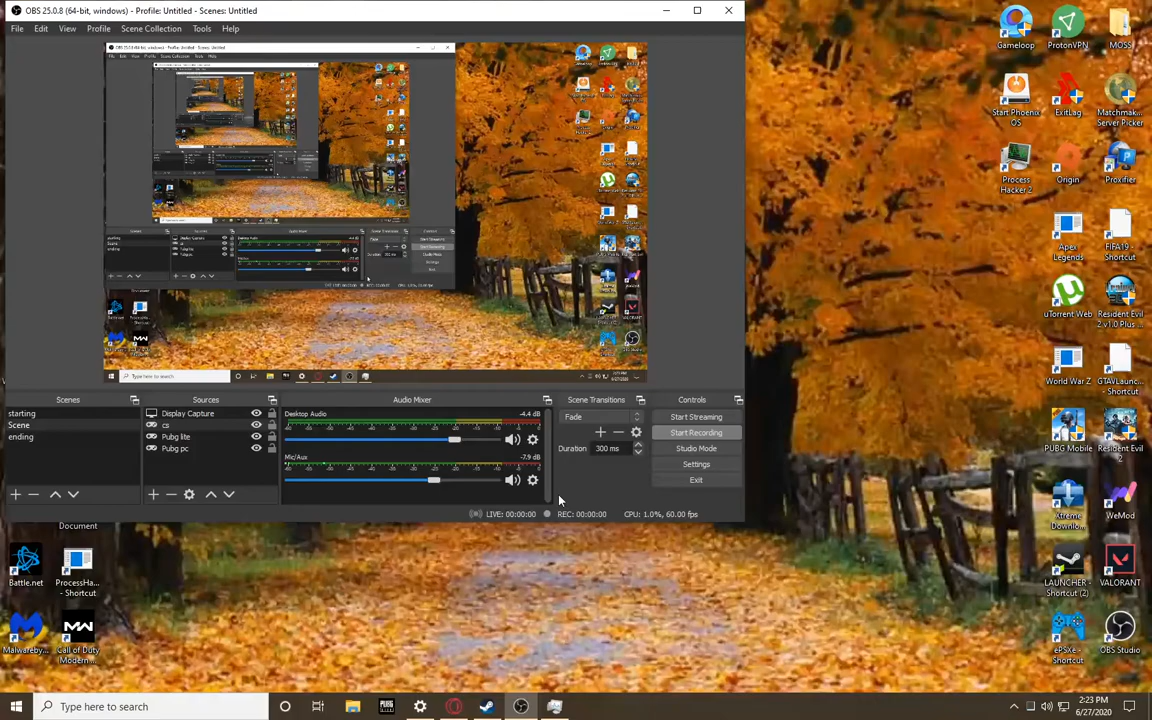 OBS 25.0.8 (64-bit, windows) - Profile: Untitled - Scenes: Untitled
File Edit View Profile Scene Collection Tools Help
Gameloop
ProtonVPN
MOSS
Start Phoenix OS
ExitLag
Matchmak... Server Picker
Process Hacker 2
Origin
Proxifier
Apex Legends
FIFA19 - Shortcut
uTorrent Web
Resident Evil 2.v1.0 Plus ...
World War Z
GTAVLaunc... Shortcut
PUBG Mobile
Resident Evil 2
Xtreme Downlo...
WeMod
LAUNCHER - Shortcut (2)
VALORANT
ePSXe - Shortcut
OBS Studio
Scenes
starting
Scene
ending
Sources
Display Capture
cs
Pubg lite
Pubg pc
Audio Mixer
Desktop Audio -4.4 dB
Mic/Aux -7.9 dB
Scene Transitions
Fade
Duration 300 ms
Controls
Start Streaming
Start Recording
Studio Mode
Settings
Exit
LIVE: 00:00:00 REC: 00:00:00 CPU: 1.0%, 60.00 fps
Document
Battle.net
ProcessHa... - Shortcut
Malwareby...
Call of Duty (Modern ...
Type here to search
2:23 PM
6/27/2020